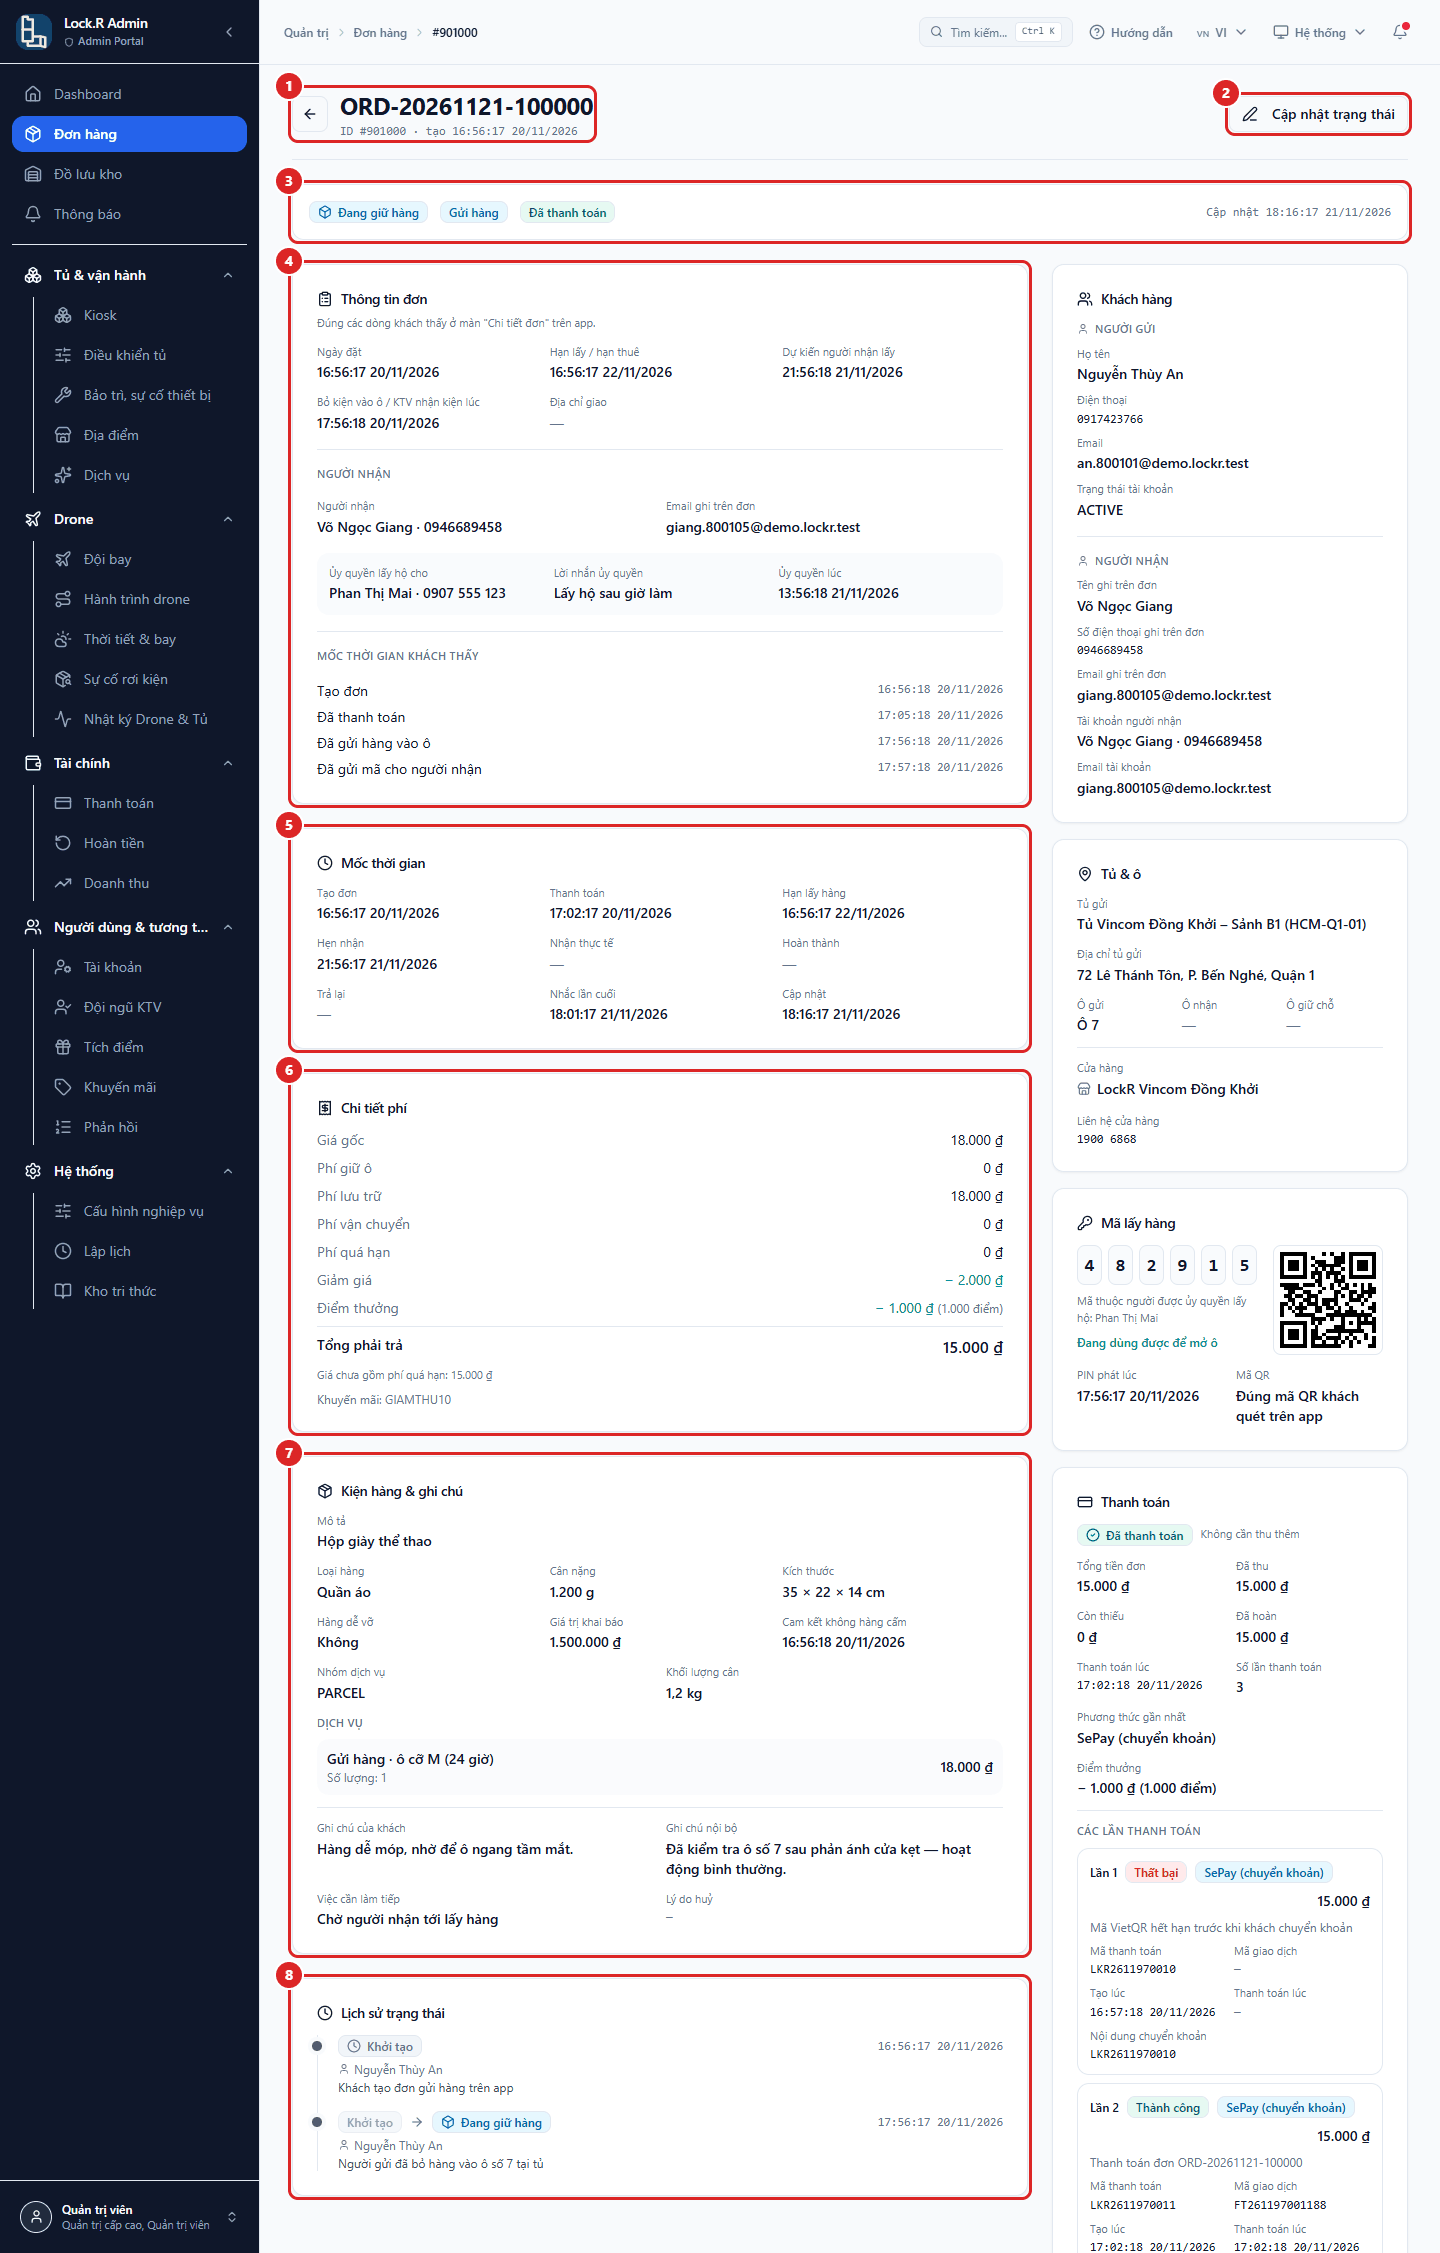 Lock.R Admin
Admin Portal
Dashboard
Đơn hàng
Đồ lưu kho
Thông báo
Tủ & vận hành
Kiosk
Điều khiển tủ
Bảo trì, sự cố thiết bị
Địa điểm
Dịch vụ
Drone
Đội bay
Hành trình drone
Thời tiết & bay
Sự cố rơi kiện
Nhật ký Drone & Tủ
Tài chính
Thanh toán
Hoàn tiền
Doanh thu
Người dùng & tương t...
Tài khoản
Đội ngũ KTV
Tích điểm
Khuyến mãi
Phản hồi
Hệ thống
Cấu hình nghiệp vụ
Lập lịch
Kho tri thức
Quản trị viên
Quản trị cấp cao, Quản trị viên
Quản trị > Đơn hàng > #901000
Tìm kiếm... Ctrl K
Hướng dẫn
VN VI
Hệ thống
1
ORD-20261121-100000
ID #901000 · tạo 16:56:17 20/11/2026
2
Cập nhật trạng thái
3
Đang giữ hàng Gửi hàng Đã thanh toán Cập nhật 18:16:17 21/11/2026
4
Thông tin đơn
Đúng các dòng khách thấy ở màn "Chi tiết đơn" trên app.
Ngày đặt Hạn lấy / hạn thuê Dự kiến người nhận lấy
16:56:17 20/11/2026 16:56:17 22/11/2026 21:56:18 21/11/2026
Bỏ kiện vào ô / KTV nhận kiện lúc Địa chỉ giao
17:56:18 20/11/2026 —
NGƯỜI NHẬN
Người nhận Email ghi trên đơn
Võ Ngọc Giang · 0946689458 giang.800105@demo.lockr.test
Ủy quyền lấy hộ cho Lời nhắn ủy quyền Ủy quyền lúc
Phan Thị Mai · 0907 555 123 Lấy hộ sau giờ làm 13:56:18 21/11/2026
MỐC THỜI GIAN KHÁCH THẤY
Tạo đơn 16:56:18 20/11/2026
Đã thanh toán 17:05:18 20/11/2026
Đã gửi hàng vào ô 17:56:18 20/11/2026
Đã gửi mã cho người nhận 17:57:18 20/11/2026
5
Mốc thời gian
Tạo đơn Thanh toán Hạn lấy hàng
16:56:17 20/11/2026 17:02:17 20/11/2026 16:56:17 22/11/2026
Hẹn nhận Nhận thực tế Hoàn thành
21:56:17 21/11/2026 — —
Trả lại Nhắc lần cuối Cập nhật
— 18:01:17 21/11/2026 18:16:17 21/11/2026
6
Chi tiết phí
Giá gốc 18.000 ₫
Phí giữ ô 0 ₫
Phí lưu trữ 18.000 ₫
Phí vận chuyển 0 ₫
Phí quá hạn 0 ₫
Giảm giá − 2.000 ₫
Điểm thưởng − 1.000 ₫ (1.000 điểm)
Tổng phải trả 15.000 ₫
Giá chưa gồm phí quá hạn: 15.000 ₫
Khuyến mãi: GIAMTHU10
7
Kiện hàng & ghi chú
Mô tả
Hộp giày thể thao
Loại hàng Cân nặng Kích thước
Quần áo 1.200 g 35 × 22 × 14 cm
Hàng dễ vỡ Giá trị khai báo Cam kết không hàng cấm
Không 1.500.000 ₫ 16:56:18 20/11/2026
Nhóm dịch vụ Khối lượng cân
PARCEL 1,2 kg
DỊCH VỤ
Gửi hàng · ô cỡ M (24 giờ) 18.000 ₫
Số lượng: 1
Ghi chú của khách Ghi chú nội bộ
Hàng dễ móp, nhờ để ô ngang tầm mắt. Đã kiểm tra ô số 7 sau phản ánh cửa kẹt — hoạt
động bình thường.
Việc cần làm tiếp Lý do huỷ
Chờ người nhận tới lấy hàng –
8
Lịch sử trạng thái
Khởi tạo 16:56:17 20/11/2026
Nguyễn Thùy An
Khách tạo đơn gửi hàng trên app
Khởi tạo → Đang giữ hàng 17:56:17 20/11/2026
Nguyễn Thùy An
Người gửi đã bỏ hàng vào ô số 7 tại tủ
Khách hàng
NGƯỜI GỬI
Họ tên
Nguyễn Thùy An
Điện thoại
0917423766
Email
an.800101@demo.lockr.test
Trạng thái tài khoản
ACTIVE
NGƯỜI NHẬN
Tên ghi trên đơn
Võ Ngọc Giang
Số điện thoại ghi trên đơn
0946689458
Email ghi trên đơn
giang.800105@demo.lockr.test
Tài khoản người nhận
Võ Ngọc Giang · 0946689458
Email tài khoản
giang.800105@demo.lockr.test
Tủ & ô
Tủ gửi
Tủ Vincom Đồng Khởi – Sảnh B1 (HCM-Q1-01)
Địa chỉ tủ gửi
72 Lê Thánh Tôn, P. Bến Nghé, Quận 1
Ô gửi Ô nhận Ô giữ chỗ
Ô 7 — —
Cửa hàng
LockR Vincom Đồng Khởi
Liên hệ cửa hàng
1900 6868
Mã lấy hàng
4 8 2 9 1 5
Mã thuộc người được ủy quyền lấy
hộ: Phan Thị Mai
Đang dùng được để mở ô
PIN phát lúc Mã QR
17:56:17 20/11/2026 Đúng mã QR khách
quét trên app
Thanh toán
Đã thanh toán Không cần thu thêm
Tổng tiền đơn Đã thu
15.000 ₫ 15.000 ₫
Còn thiếu Đã hoàn
0 ₫ 15.000 ₫
Thanh toán lúc Số lần thanh toán
17:02:18 20/11/2026 3
Phương thức gần nhất
SePay (chuyển khoản)
Điểm thưởng
− 1.000 ₫ (1.000 điểm)
CÁC LẦN THANH TOÁN
Lần 1 Thất bại SePay (chuyển khoản)
15.000 ₫
Mã VietQR hết hạn trước khi khách chuyển khoản
Mã thanh toán Mã giao dịch
LKR2611970010 –
Tạo lúc Thanh toán lúc
16:57:18 20/11/2026 –
Nội dung chuyển khoản
LKR2611970010
Lần 2 Thành công SePay (chuyển khoản)
15.000 ₫
Thanh toán đơn ORD-20261121-100000
Mã thanh toán Mã giao dịch
LKR2611970011 FT261197001188
Tạo lúc Thanh toán lúc
17:02:18 20/11/2026 17:02:18 20/11/2026